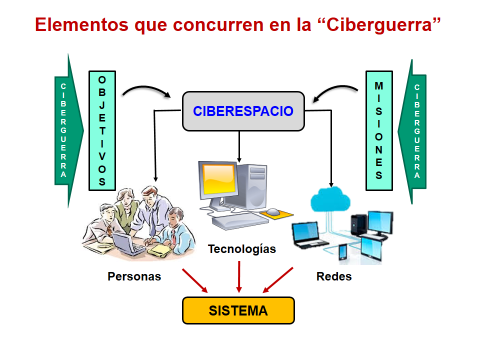 Elementos que concurren en la “Ciberguerra”
CIBERGUERRA
OBJETIVOS
CIBERESPACIO
MISIONES
CIBERGUERRA
Tecnologías
Personas
Redes
SISTEMA